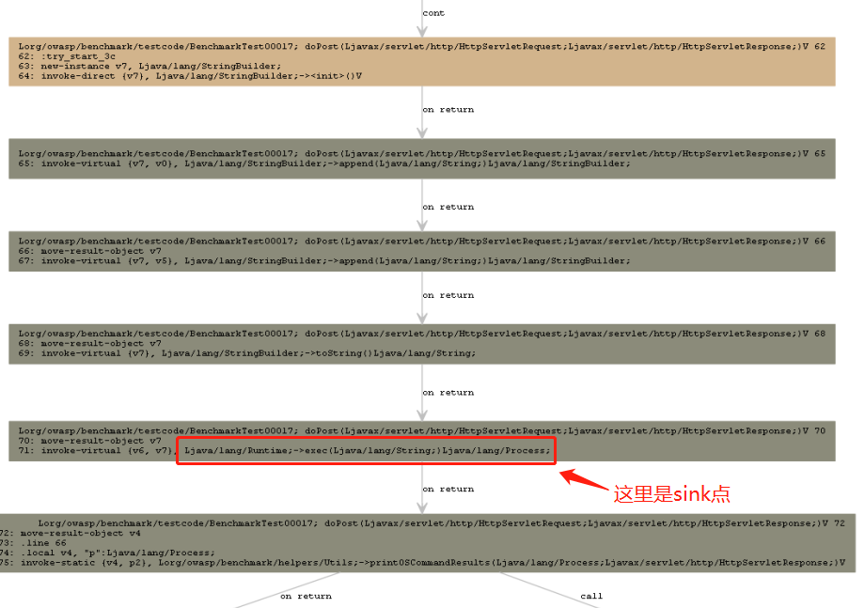 cont
Lorg/owasp/benchmark/testcode/BenchmarkTest00017; doPost(Ljavax/servlet/http/HttpServletRequest;Ljavax/servlet/http/HttpServletResponse;)V 62
62: :try_start_3c
63: new-instance v7, Ljava/lang/StringBuilder;
64: invoke-direct {v7}, Ljava/lang/StringBuilder;-><init>()V
on return
Lorg/owasp/benchmark/testcode/BenchmarkTest00017; doPost(Ljavax/servlet/http/HttpServletRequest;Ljavax/servlet/http/HttpServletResponse;)V 65
65: invoke-virtual {v7, v0}, Ljava/lang/StringBuilder;->append(Ljava/lang/String;)Ljava/lang/StringBuilder;
on return
Lorg/owasp/benchmark/testcode/BenchmarkTest00017; doPost(Ljavax/servlet/http/HttpServletRequest;Ljavax/servlet/http/HttpServletResponse;)V 66
66: move-result-object v7
67: invoke-virtual {v7, v5}, Ljava/lang/StringBuilder;->append(Ljava/lang/String;)Ljava/lang/StringBuilder;
on return
Lorg/owasp/benchmark/testcode/BenchmarkTest00017; doPost(Ljavax/servlet/http/HttpServletRequest;Ljavax/servlet/http/HttpServletResponse;)V 68
68: move-result-object v7
69: invoke-virtual {v7}, Ljava/lang/StringBuilder;->toString()Ljava/lang/String;
on return
Lorg/owasp/benchmark/testcode/BenchmarkTest00017; doPost(Ljavax/servlet/http/HttpServletRequest;Ljavax/servlet/http/HttpServletResponse;)V 70
70: move-result-object v7
71: invoke-virtual {v6, v7}, Ljava/lang/Runtime;->exec(Ljava/lang/String;)Ljava/lang/Process;
on return
这里是sink点
Lorg/owasp/benchmark/testcode/BenchmarkTest00017; doPost(Ljavax/servlet/http/HttpServletRequest;Ljavax/servlet/http/HttpServletResponse;)V 72
72: move-result-object v4
73: .line 66
74: .local v4, "p":Ljava/lang/Process;
75: invoke-static {v4, p2}, Lorg/owasp/benchmark/helpers/Utils;->printOSCommandResults(Ljava/lang/Process;Ljavax/servlet/http/HttpServletResponse;)V
on return
call